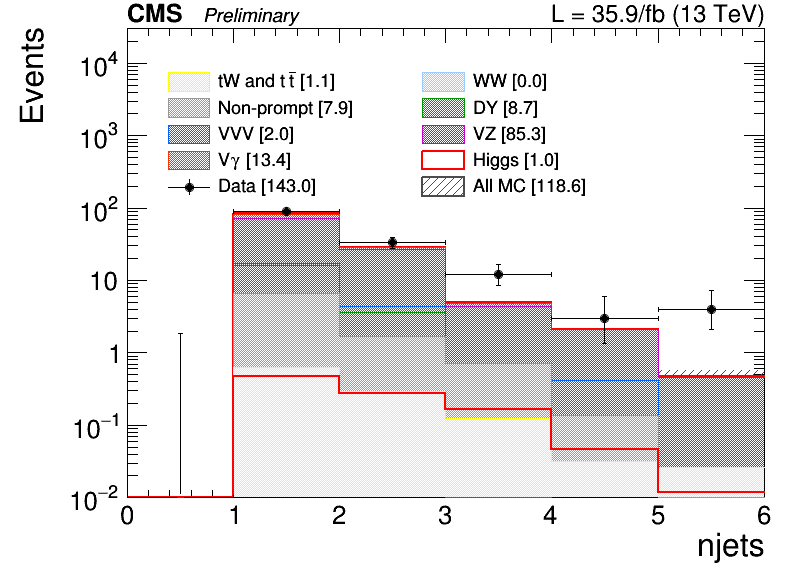 CMS Preliminary L = 35.9/fb (13 TeV)
Events
10⁴
10³
10²
10
1
10⁻¹
10⁻²
tW and t t̄ [1.1]
Non-prompt [7.9]
VVV [2.0]
Vγ [13.4]
Data [143.0]
WW [0.0]
DY [8.7]
VZ [85.3]
Higgs [1.0]
All MC [118.6]
0 1 2 3 4 5 6
njets